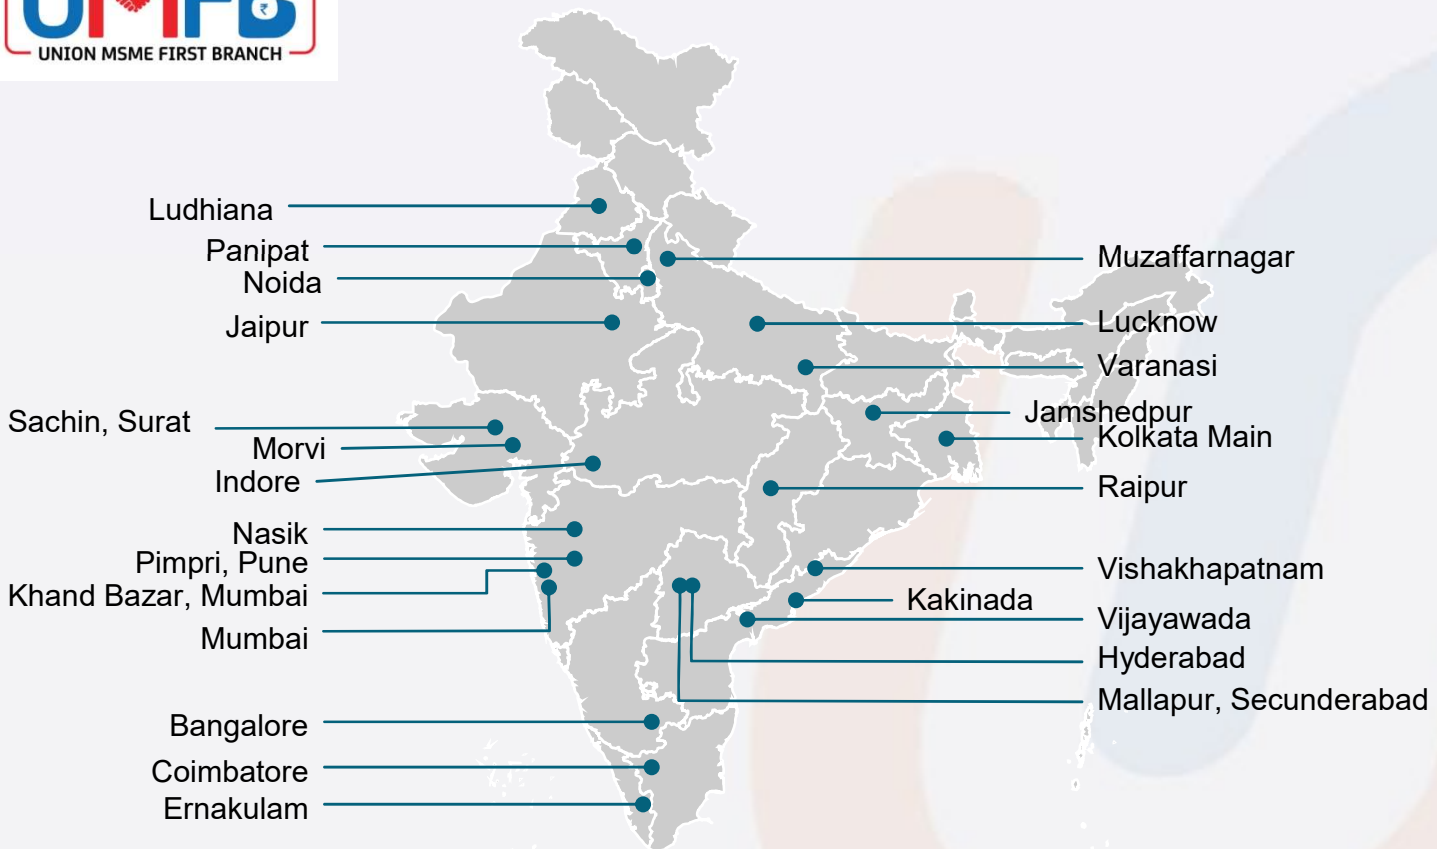 UMFB
UNION MSME FIRST BRANCH
Ludhiana
Panipat
Noida
Jaipur
Sachin, Surat
Morvi
Indore
Nasik
Pimpri, Pune
Khand Bazar, Mumbai
Mumbai
Bangalore
Coimbatore
Ernakulam
Muzaffarnagar
Lucknow
Varanasi
Jamshedpur
Kolkata Main
Raipur
Vishakhapatnam
Kakinada
Vijayawada
Hyderabad
Mallapur, Secunderabad